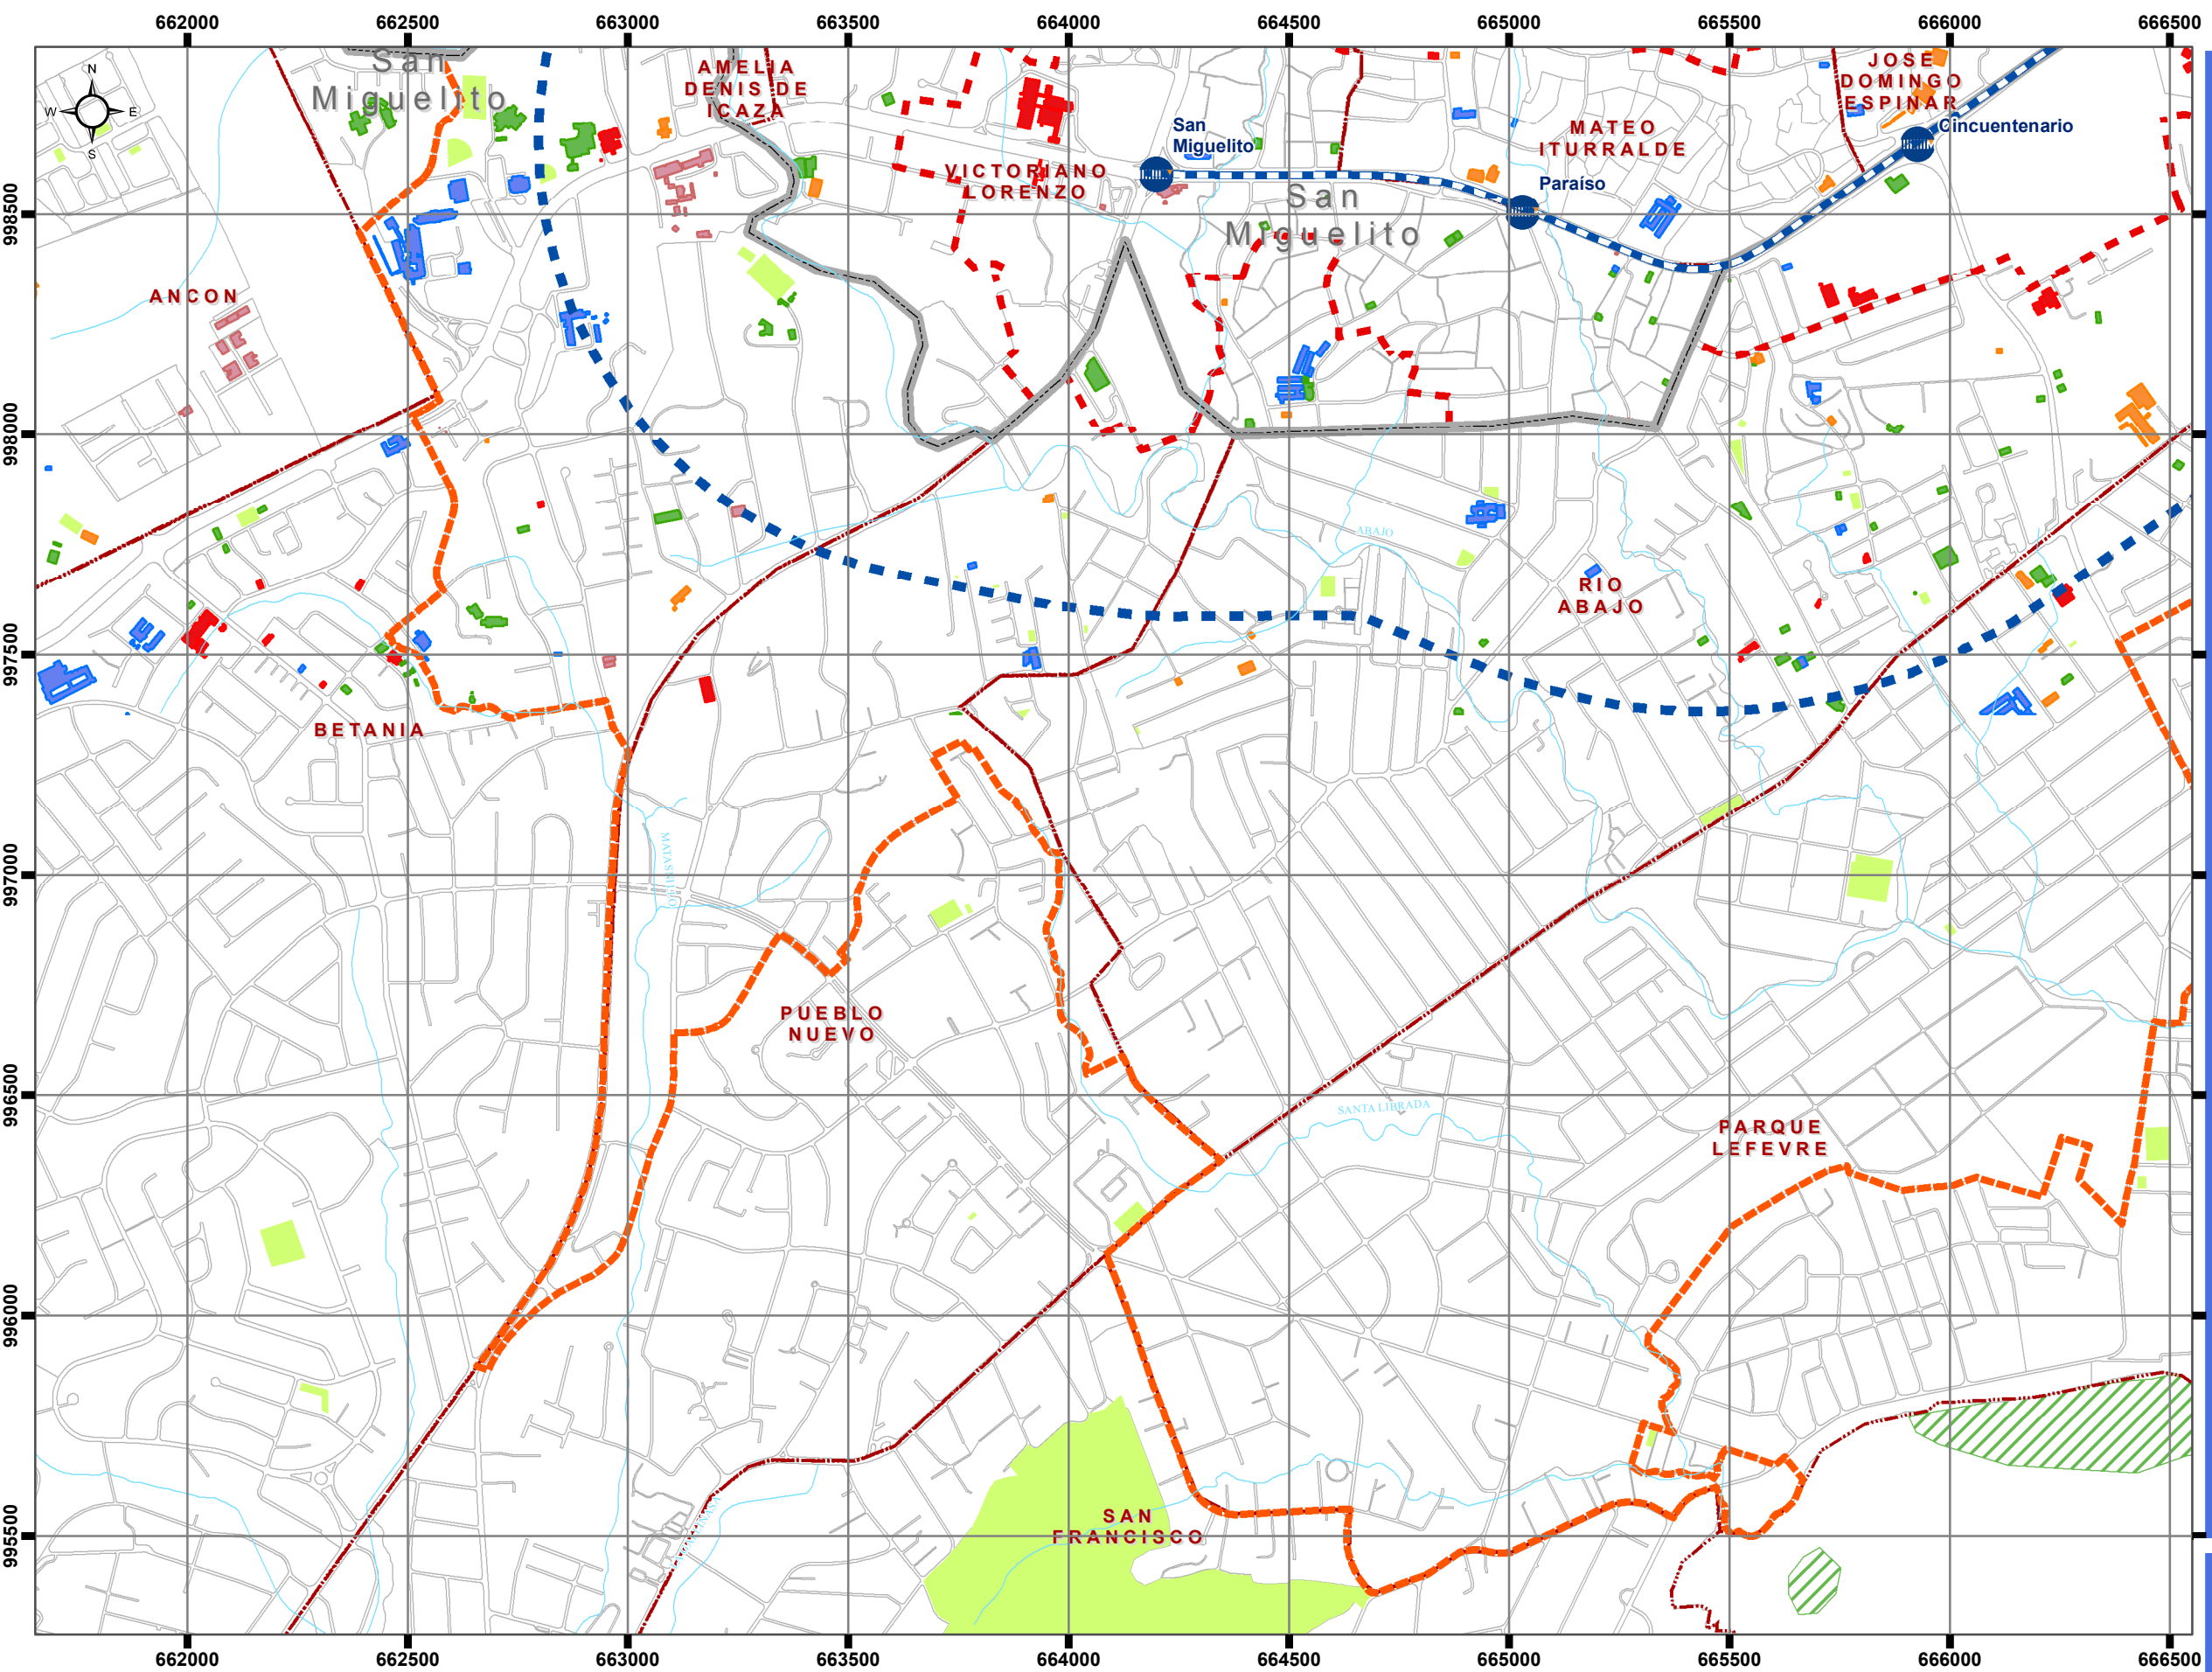 662000 662500 663000 663500 664000 664500 665000 665500 666000 666500
N
W E
S
San
Miguelito
AMELIA
DENIS DE
ICAZA
JOSE
DOMINGO
ESPINAR
San
Miguelito
Cincuentenario
MATEO
ITURRALDE
VICTORIANO
LORENZO
Paraíso
San
Miguelito
998500
ANCON
998000
ABAJO
RIO
ABAJO
997500
BETANIA
MATASNILLO
997000
PUEBLO
NUEVO
996500
SANTA LIBRADA
PARQUE
LEFEVRE
996000
SAN
FRANCISCO
995500
662000 662500 663000 663500 664000 664500 665000 665500 666000 666500